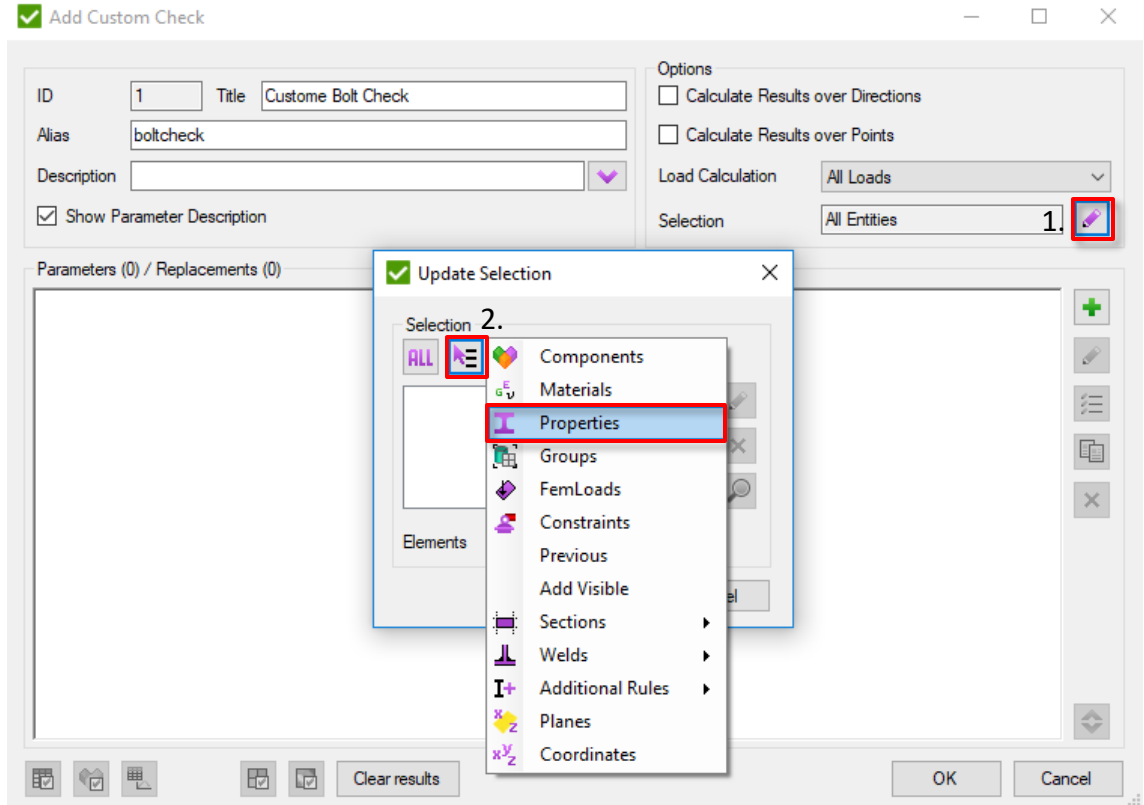 Add Custom Check
ID 1 Title Custome Bolt Check
Alias boltcheck
Description
Show Parameter Description
Options
Calculate Results over Directions
Calculate Results over Points
Load Calculation All Loads
Selection All Entities 1.
Parameters (0) / Replacements (0)
Update Selection
Selection 2.
ALL
Components
Materials
Properties
Groups
FemLoads
Constraints
Previous
Add Visible
Sections
Welds
Additional Rules
Planes
Coordinates
Elements
Clear results
OK
Cancel